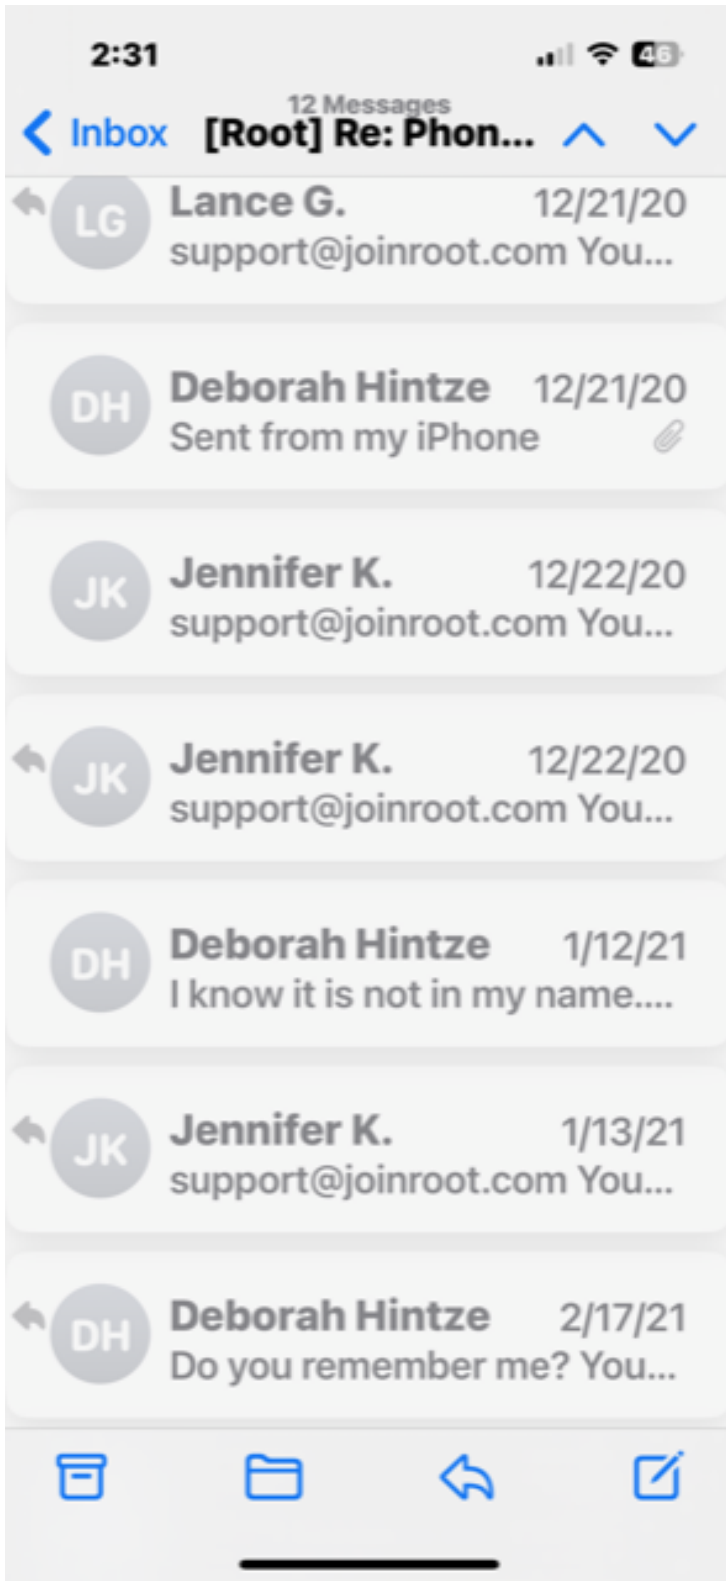 2:31
46
12 Messages
Inbox
[Root] Re: Phon...
LG
Lance G.
12/21/20
support@joinroot.com You...
DH
Deborah Hintze
12/21/20
Sent from my iPhone
JK
Jennifer K.
12/22/20
support@joinroot.com You...
JK
Jennifer K.
12/22/20
support@joinroot.com You...
DH
Deborah Hintze
1/12/21
I know it is not in my name....
JK
Jennifer K.
1/13/21
support@joinroot.com You...
DH
Deborah Hintze
2/17/21
Do you remember me? You...